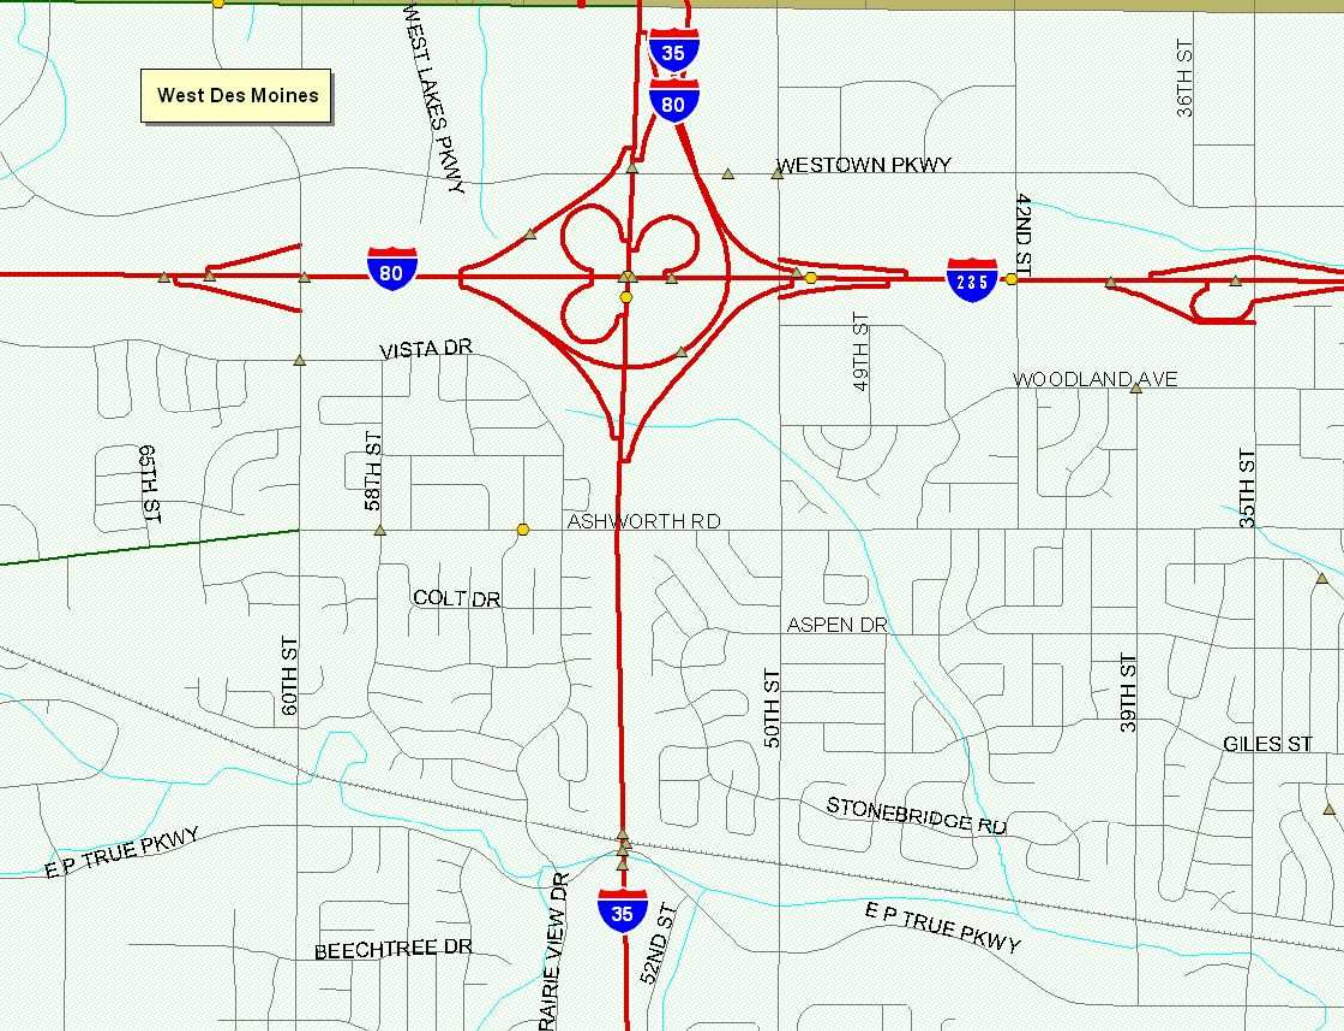 WEST LAKES PKWY
35
80
36TH ST
West Des Moines
WESTOWN PKWY
42ND ST
80
235
VISTA DR
49TH ST
WOODLAND AVE
65TH ST
58TH ST
35TH ST
ASHWORTH RD
COLT DR
ASPEN DR
60TH ST
50TH ST
39TH ST
GILES ST
STONEBRIDGE RD
E P TRUE PKWY
35
RAIRIE VIEW DR
52ND ST
E P TRUE PKWY
BEECHTREE DR